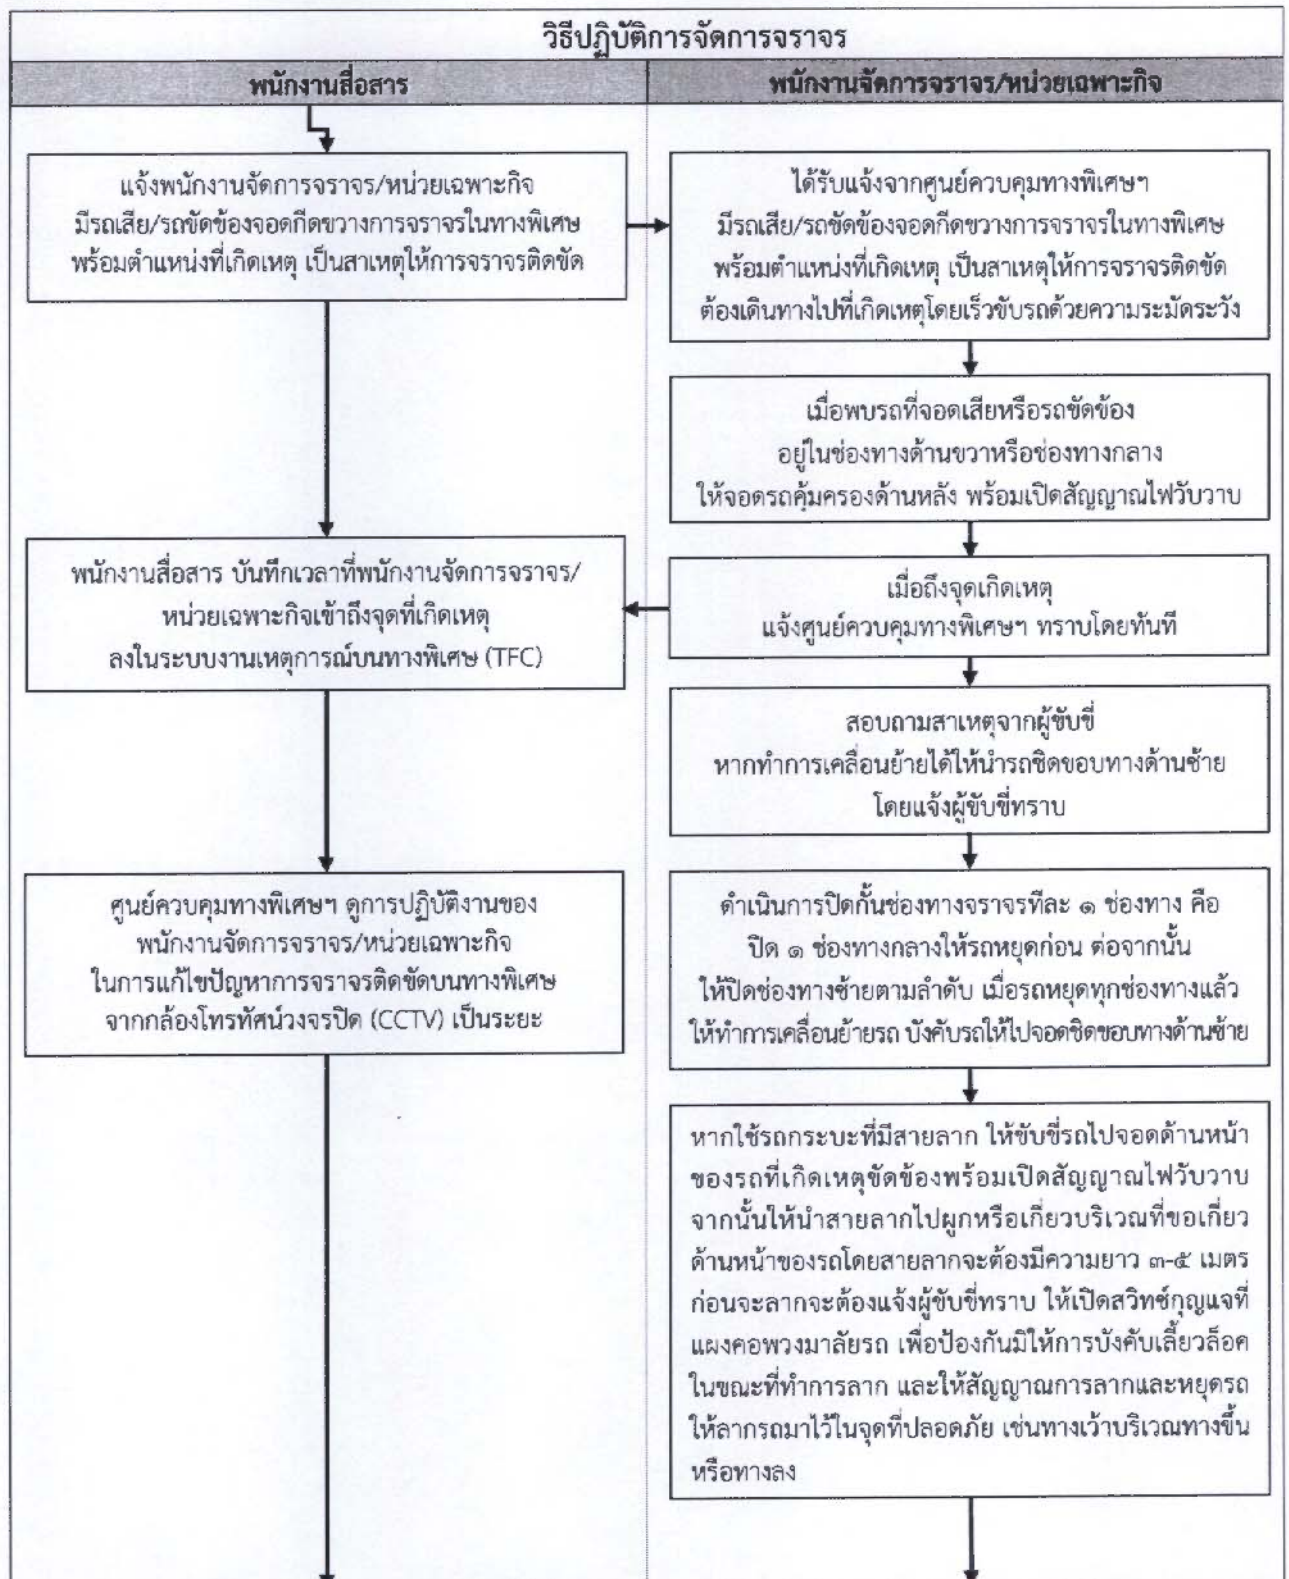 วิธีปฏิบัติการจัดการจราจร
พนักงานสื่อสาร
พนักงานจัดการจราจร/หน่วยเฉพาะกิจ
แจ้งพนักงานจัดการจราจร/หน่วยเฉพาะกิจ
มีรถเสีย/รถขัดข้องจอดกีดขวางการจราจรในทางพิเศษ
พร้อมตำแหน่งที่เกิดเหตุ เป็นสาเหตุให้การจราจรติดขัด
ได้รับแจ้งจากศูนย์ควบคุมทางพิเศษฯ
มีรถเสีย/รถขัดข้องจอดกีดขวางการจราจรในทางพิเศษ
พร้อมตำแหน่งที่เกิดเหตุ เป็นสาเหตุให้การจราจรติดขัด
ต้องเดินทางไปที่เกิดเหตุโดยเร็วขับรถด้วยความระมัดระวัง
เมื่อพบรถที่จอดเสียหรือรถขัดข้อง
อยู่ในช่องทางด้านขวาหรือช่องทางกลาง
ให้จอดรถคุ้มครองด้านหลัง พร้อมเปิดสัญญาณไฟวับวาบ
เมื่อถึงจุดเกิดเหตุ
แจ้งศูนย์ควบคุมทางพิเศษฯ ทราบโดยทันที
พนักงานสื่อสาร บันทึกเวลาที่พนักงานจัดการจราจร/
หน่วยเฉพาะกิจเข้าถึงจุดที่เกิดเหตุ
ลงในระบบงานเหตุการณ์บนทางพิเศษ (TFC)
สอบถามสาเหตุจากผู้ขับขี่
หากทำการเคลื่อนย้ายได้ให้นำรถชิดขอบทางด้านซ้าย
โดยแจ้งผู้ขับขี่ทราบ
ศูนย์ควบคุมทางพิเศษฯ ดูการปฏิบัติงานของ
พนักงานจัดการจราจร/หน่วยเฉพาะกิจ
ในการแก้ไขปัญหาการจราจรติดขัดบนทางพิเศษ
จากกล้องโทรทัศน์วงจรปิด (CCTV) เป็นระยะ
ดำเนินการปิดกั้นช่องทางจราจรทีละ ๑ ช่องทาง คือ
ปิด ๑ ช่องทางกลางให้รถหยุดก่อน ต่อจากนั้น
ให้ปิดช่องทางซ้ายตามลำดับ เมื่อรถหยุดทุกช่องทางแล้ว
ให้ทำการเคลื่อนย้ายรถ บังคับรถให้ไปจอดชิดขอบทางด้านซ้าย
หากใช้รถกระบะที่มีสายลาก ให้ขับขี่รถไปจอดด้านหน้า
ของรถที่เกิดเหตุขัดข้องพร้อมเปิดสัญญาณไฟวับวาบ
จากนั้นให้นำสายลากไปผูกหรือเกี่ยวบริเวณที่ขอเกี่ยว
ด้านหน้าของรถโดยสายลากจะต้องมีความยาว ๓-๕ เมตร
ก่อนจะลากจะต้องแจ้งผู้ขับขี่ทราบ ให้เปิดสวิทซ์กุญแจที่
แผงคอพวงมาลัยรถ เพื่อป้องกันมิให้การบังคับเลี้ยวล็อค
ในขณะที่ทำการลาก และให้สัญญาณการลากและหยุดรถ
ให้ลากรถมาไว้ในจุดที่ปลอดภัย เช่นทางเว้าบริเวณทางขึ้น
หรือทางลง